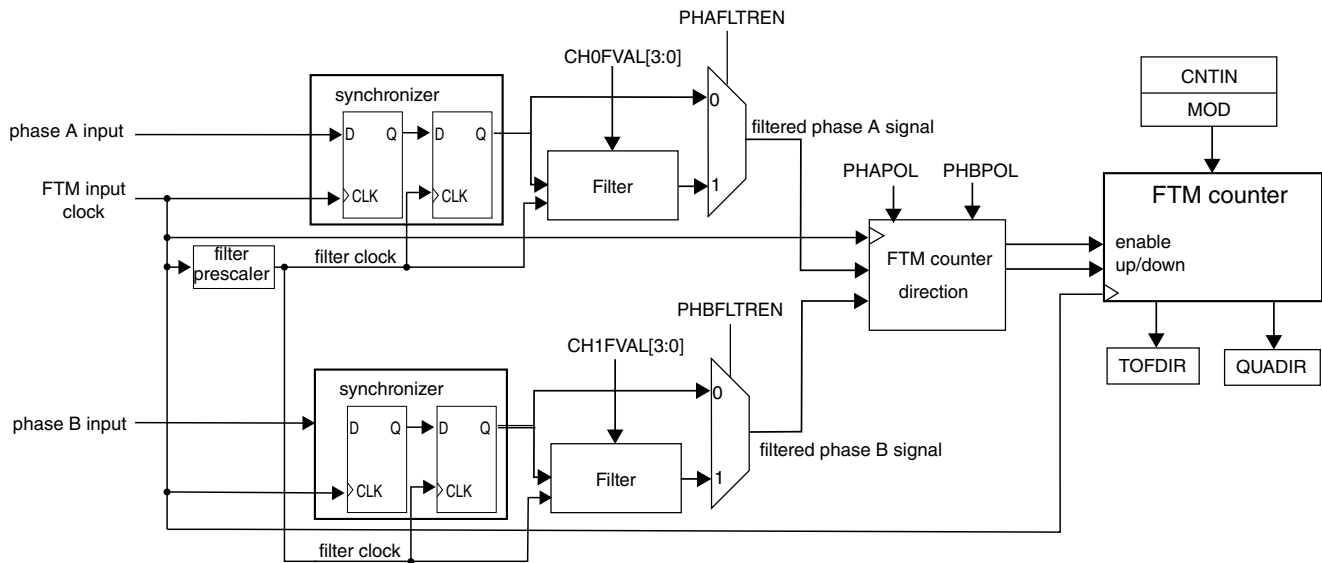 PHAFLTREN
CH0FVAL[3:0]
CNTIN
MOD
synchronizer
0
phase A input
D
Q
D
Q
filtered phase A signal
FTM input
clock
CLK
CLK
Filter
1
PHAPOL
PHBPOL
FTM counter
filter
prescaler
filter clock
FTM counter
direction
enable
up/down
PHBFLTREN
CH1FVAL[3:0]
TOFDIR
QUADIR
synchronizer
0
phase B input
D
Q
D
Q
filtered phase B signal
CLK
CLK
Filter
1
filter clock